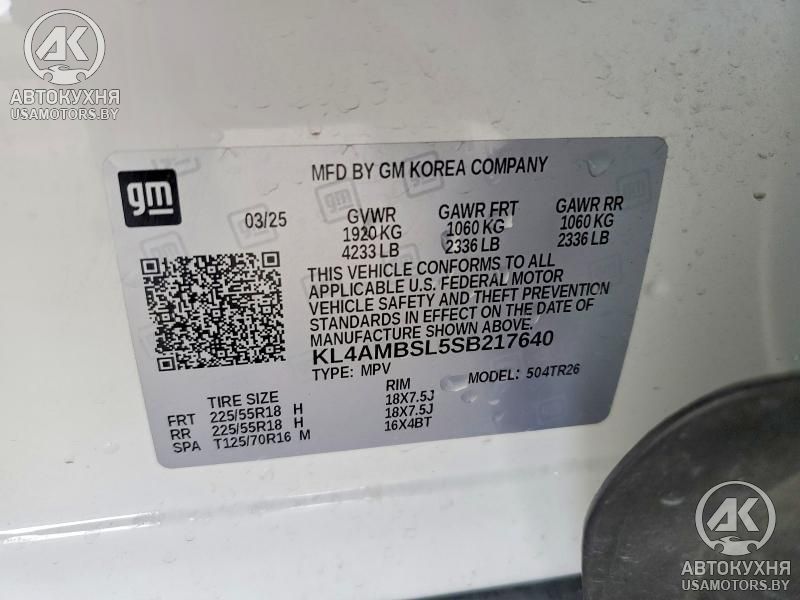 AK
АВТОКУХНЯ
USAMOTORS.BY
gm
MFD BY GM KOREA COMPANY
03/25 GVWR GAWR FRT GAWR RR
1920 KG 1060 KG 1060 KG
4233 LB 2336 LB 2336 LB
THIS VEHICLE CONFORMS TO ALL
APPLICABLE U.S. FEDERAL MOTOR
VEHICLE SAFETY AND THEFT PREVENTION
STANDARDS IN EFFECT ON THE DATE OF
MANUFACTURE SHOWN ABOVE.
KL4AMBSL5SB217640
TYPE: MPV MODEL: 504TR26
TIRE SIZE RIM
FRT 225/55R18 H 18X7.5J
RR 225/55R18 H 18X7.5J
SPA T125/70R16 M 16X4BT
AK
АВТОКУХНЯ
USAMOTORS.BY